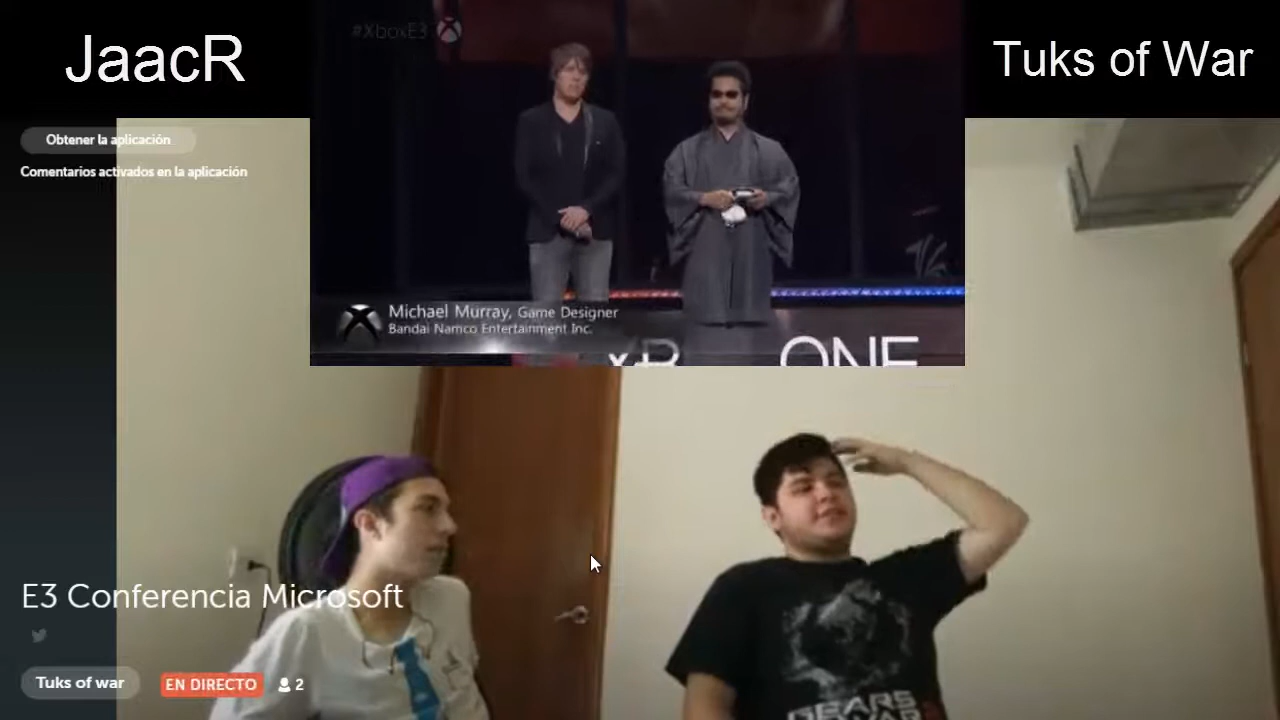 JaacR
#XboxE3
Tuks of War
Obtener la aplicación
Comentarios activados en la aplicación
Michael Murray, Game Designer
Bandai Namco Entertainment Inc.
ONE
E3 Conferencia Microsoft
Tuks of war
EN DIRECTO
2
GEARS
WAR